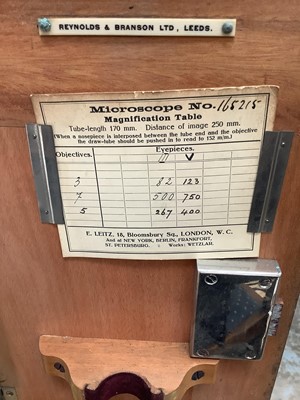 REYNOLDS & BRANSON LTD, LEEDS.
Microscope No. 165215
Magnification Table
Tube-length 170 mm. Distance of image 250 mm.
(When a nosepiece is interposed between the tube end and the objective
the draw-tube should be pushed in to read to 152 m/m.)
Objectives. Eyepieces.
III V
3 82 123
7 500 750
5 267 400
E. LEITZ, 18, Bloomsbury Sq., LONDON, W. C.
And at NEW YORK, BERLIN, FRANKFORT,
ST. PETERSBURG. Works: WETZLAR.